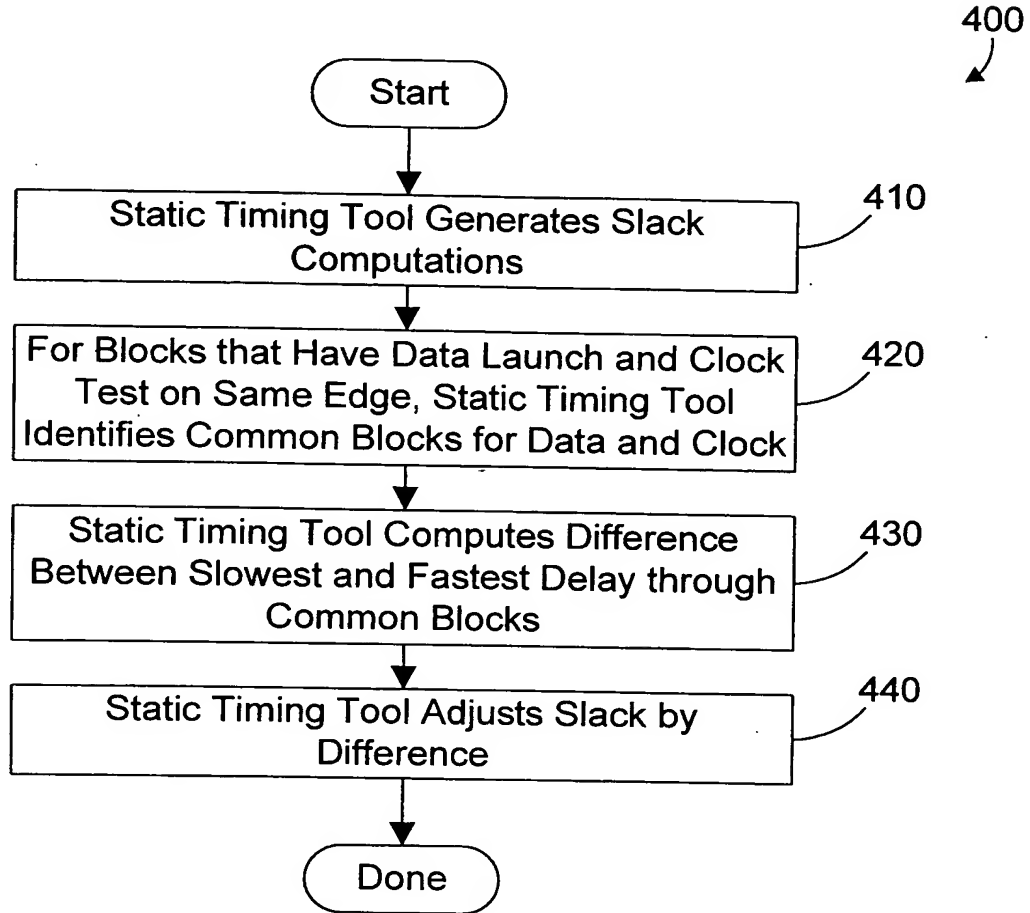 400
Start
Static Timing Tool Generates Slack
Computations
410
For Blocks that Have Data Launch and Clock
Test on Same Edge, Static Timing Tool
Identifies Common Blocks for Data and Clock
420
Static Timing Tool Computes Difference
Between Slowest and Fastest Delay through
Common Blocks
430
Static Timing Tool Adjusts Slack by
Difference
440
Done